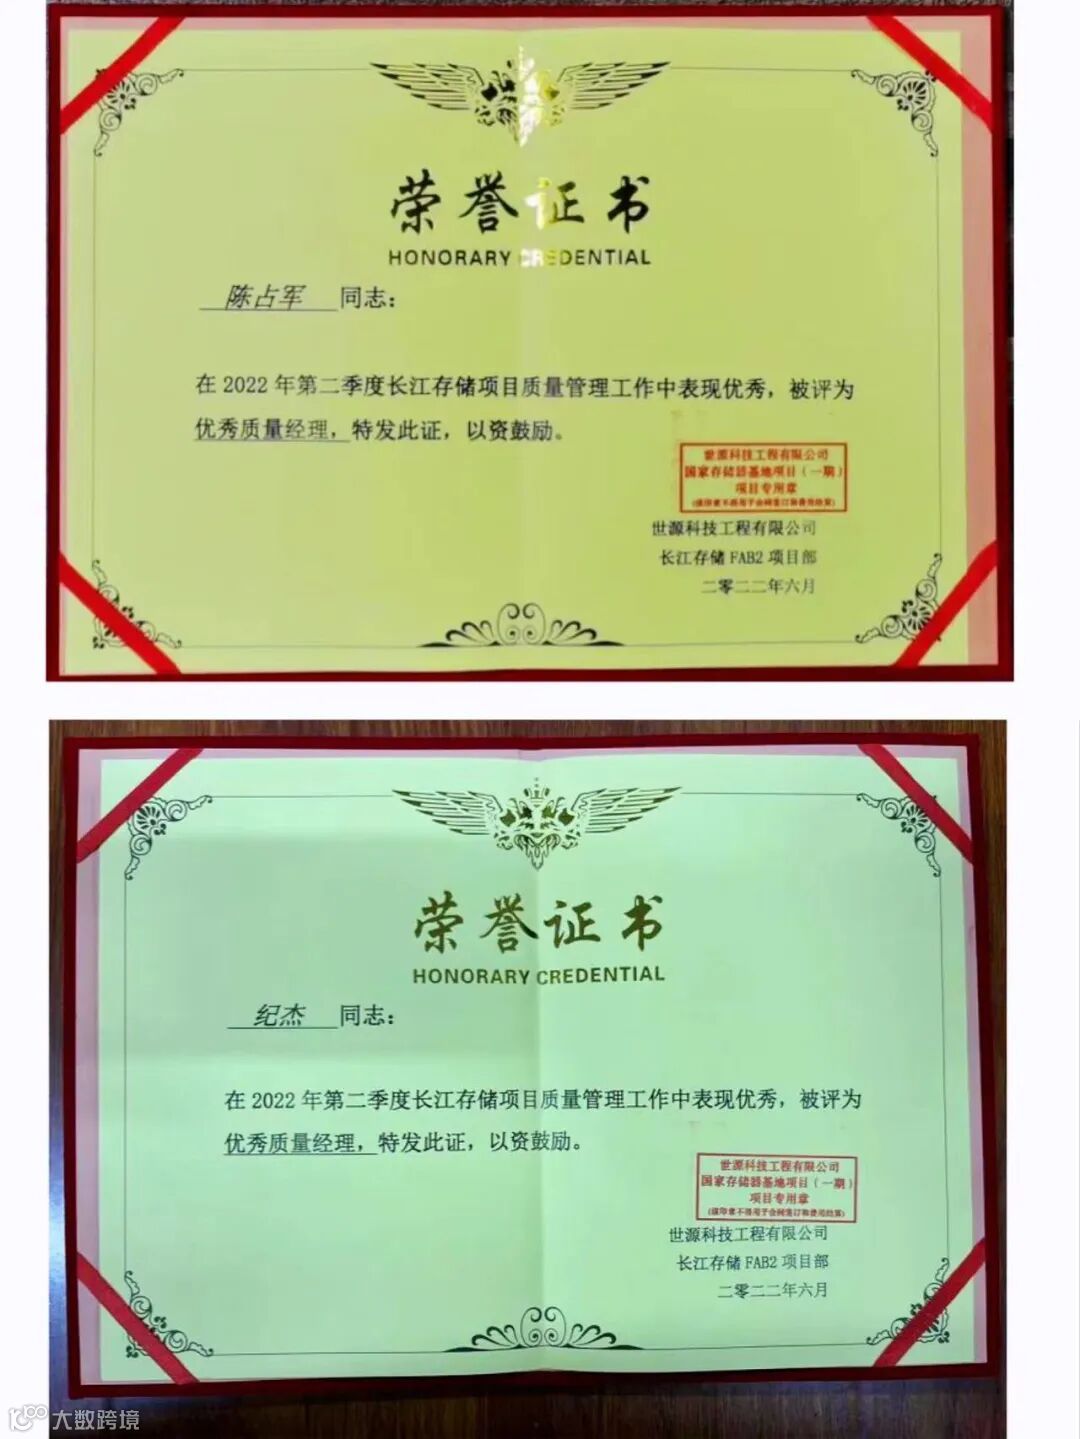 荣誉证书
HONORARY CREDENTIAL
陈占军 同志：
在2022年第二季度长江存储项目质量管理工作中表现优秀，被评为
优秀质量经理，特发此证，以资鼓励。
世源科技工程有限公司
国家存储器基地项目（一期）
项目专用章
世源科技工程有限公司
长江存储 FAB2 项目部
二零二二年六月
荣誉证书
HONORARY CREDENTIAL
纪杰 同志：
在2022年第二季度长江存储项目质量管理工作中表现优秀，被评为
优秀质量经理，特发此证，以资鼓励。
世源科技工程有限公司
国家存储器基地项目（一期）
项目专用章
世源科技工程有限公司
长江存储 FAB2 项目部
二零二二年六月
大数跨境